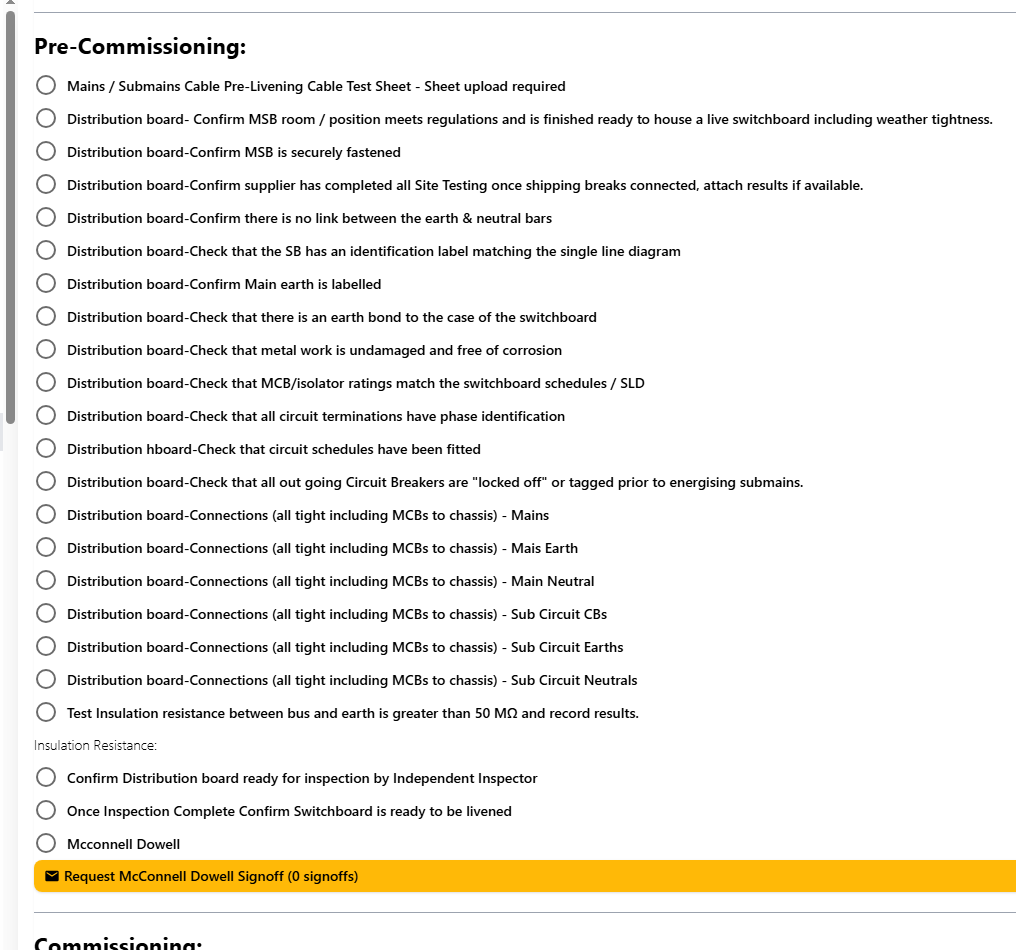 Pre-Commissioning:
Mains / Submains Cable Pre-Livening Cable Test Sheet - Sheet upload required
Distribution board- Confirm MSB room / position meets regulations and is finished ready to house a live switchboard including weather tightness.
Distribution board-Confirm MSB is securely fastened
Distribution board-Confirm supplier has completed all Site Testing once shipping breaks connected, attach results if available.
Distribution board-Confirm there is no link between the earth & neutral bars
Distribution board-Check that the SB has an identification label matching the single line diagram
Distribution board-Confirm Main earth is labelled
Distribution board-Check that there is an earth bond to the case of the switchboard
Distribution board-Check that metal work is undamaged and free of corrosion
Distribution board-Check that MCB/isolator ratings match the switchboard schedules / SLD
Distribution board-Check that all circuit terminations have phase identification
Distribution hboard-Check that circuit schedules have been fitted
Distribution board-Check that all out going Circuit Breakers are "locked off" or tagged prior to energising submains.
Distribution board-Connections (all tight including MCBs to chassis) - Mains
Distribution board-Connections (all tight including MCBs to chassis) - Mais Earth
Distribution board-Connections (all tight including MCBs to chassis) - Main Neutral
Distribution board-Connections (all tight including MCBs to chassis) - Sub Circuit CBs
Distribution board-Connections (all tight including MCBs to chassis) - Sub Circuit Earths
Distribution board-Connections (all tight including MCBs to chassis) - Sub Circuit Neutrals
Test Insulation resistance between bus and earth is greater than 50 MΩ and record results.
Insulation Resistance:
Confirm Distribution board ready for inspection by Independent Inspector
Once Inspection Complete Confirm Switchboard is ready to be livened
Mcconnell Dowell
Request McConnell Dowell Signoff (0 signoffs)
Commissioning: